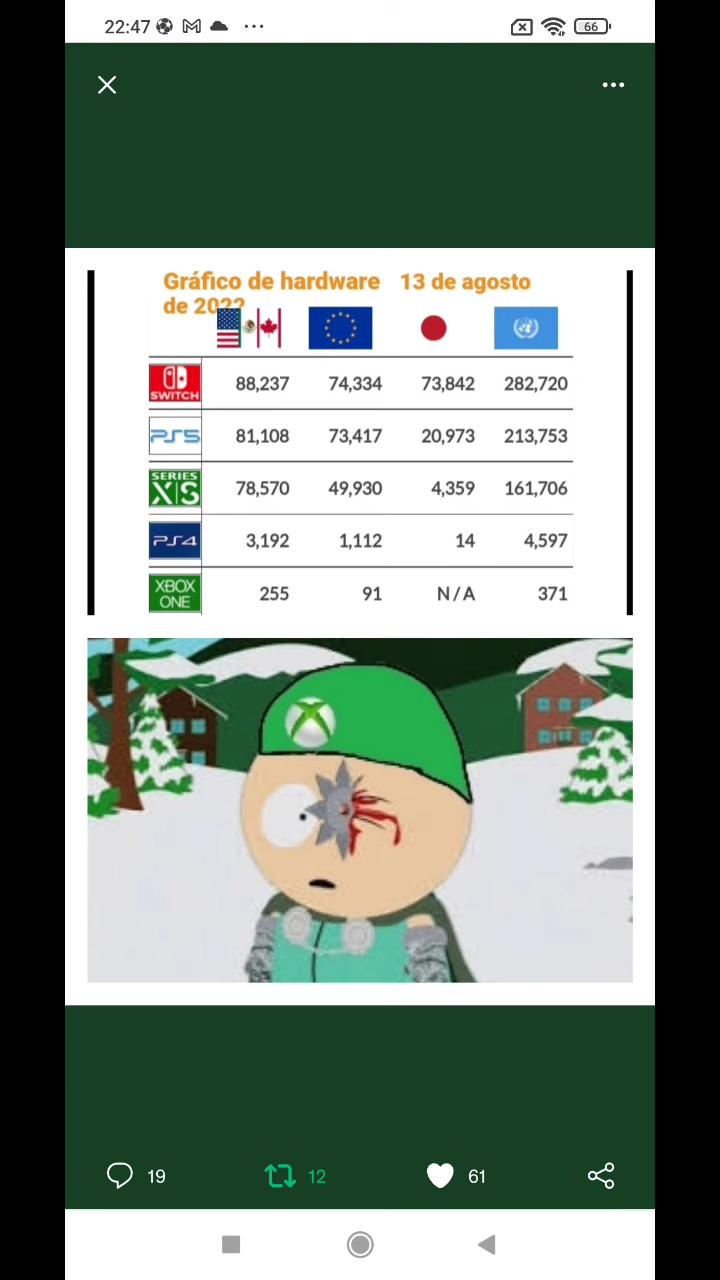 22:47
66
Gráfico de hardware 13 de agosto
de 2022
SWITCH 88,237 74,334 73,842 282,720
PS5 81,108 73,417 20,973 213,753
SERIES X|S 78,570 49,930 4,359 161,706
PS4 3,192 1,112 14 4,597
XBOX ONE 255 91 N/A 371
19 12 61